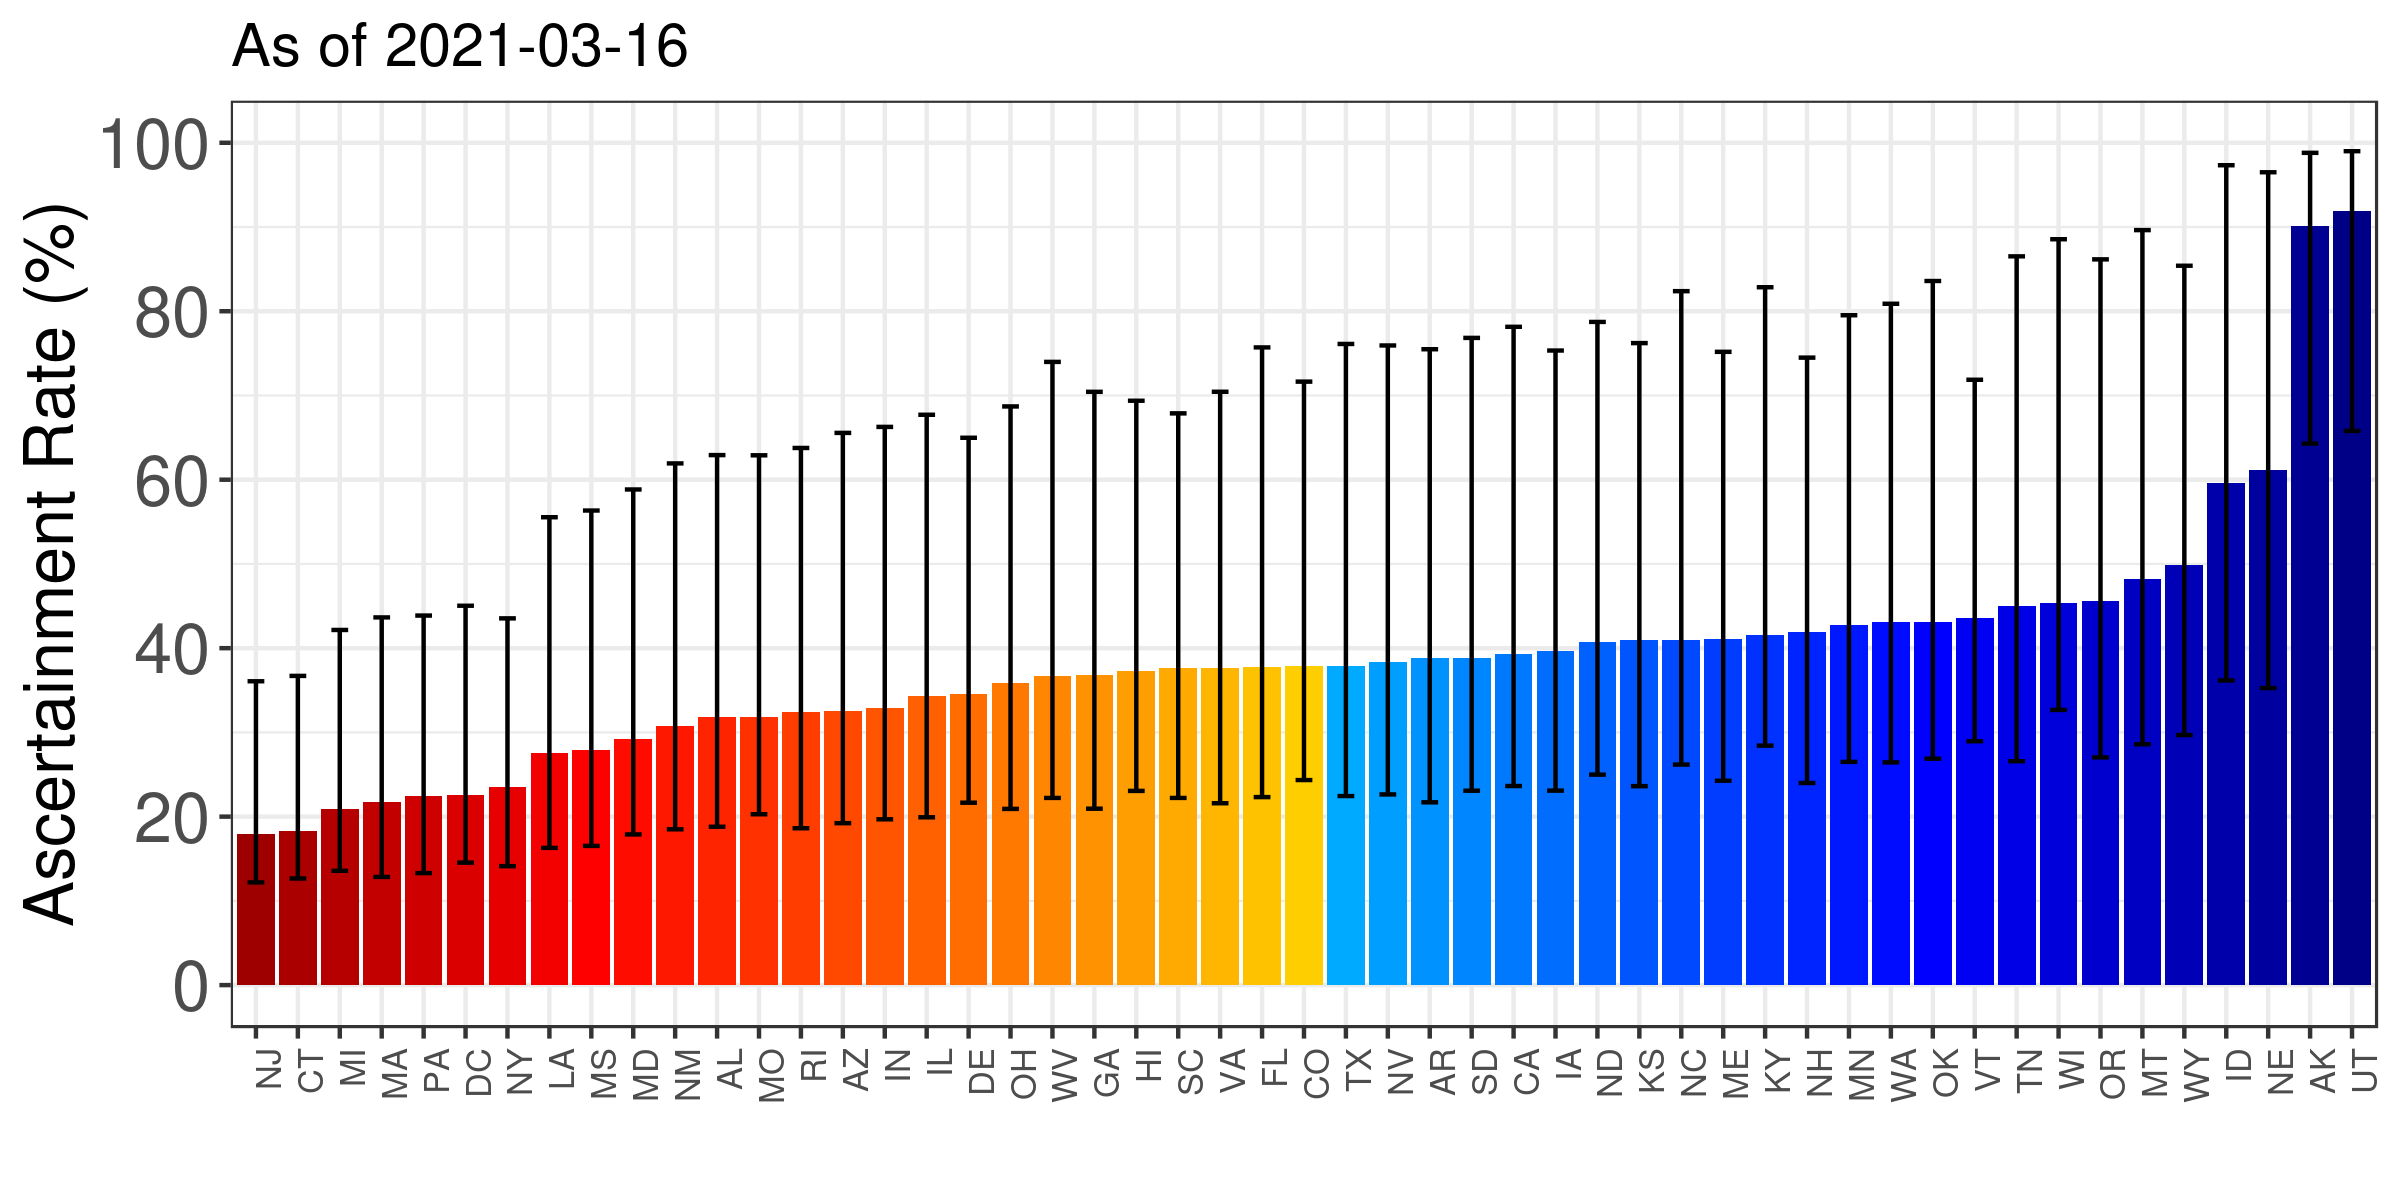 As of 2021-03-16
Ascertainment Rate (%)
100
80
60
40
20
0
NJ CT MI MA PA DC NY LA MS MD NM AL MO RI AZ IN IL DE OH WV GA HI SC VA FL CO TX NV AR SD CA IA ND KS NC ME KY NH MN WA OK VT TN WI OR MT WY ID NE AK UT